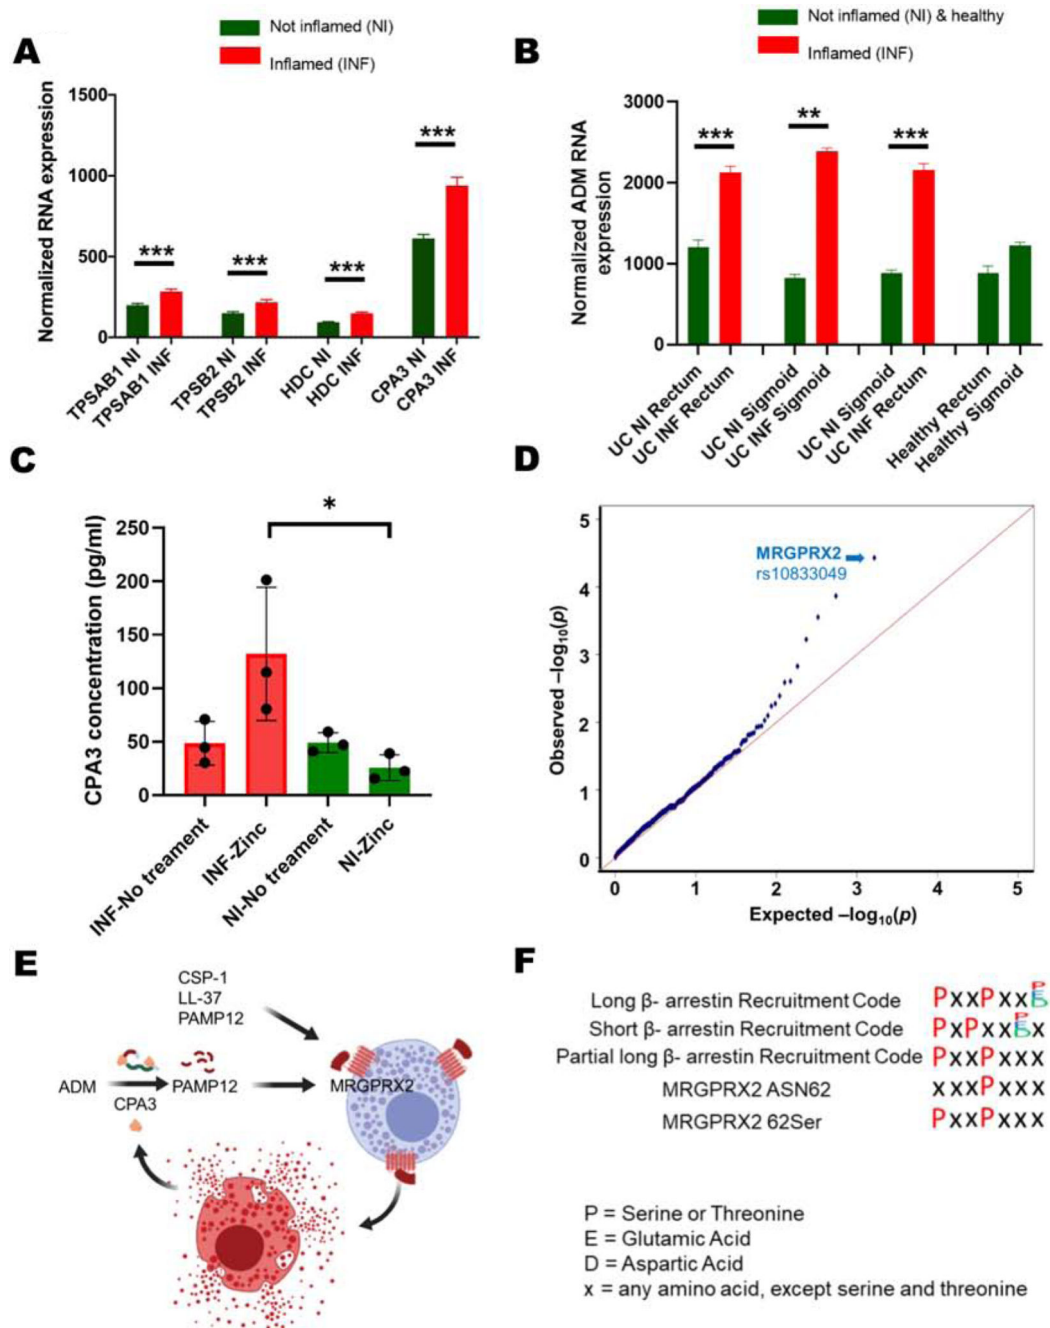 A
Not inflamed (NI)
Inflamed (INF)
Normalized RNA expression
1500
1000
500
0
***
***
***
***
TPSAB1 NI
TPSAB1 INF
TPSB2 NI
TPSB2 INF
HDC NI
HDC INF
CPA3 NI
CPA3 INF
B
Not inflamed (NI) & healthy
Inflamed (INF)
Normalized ADM RNA
expression
3000
2000
1000
0
***
**
***
UC NI Rectum
UC INF Rectum
UC NI Sigmoid
UC INF Sigmoid
UC NI Sigmoid
UC INF Rectum
Healthy Rectum
Healthy Sigmoid
C
CPA3 concentration (pg/ml)
250
200
150
100
50
0
*
INF-No treament
INF-Zinc
NI-No treatment
NI-Zinc
D
Observed –log10(p)
5
4
3
2
1
0
MRGPRX2
rs10833049
0 1 2 3 4 5
Expected –log10(p)
E
CSP-1
LL-37
PAMP12
ADM
CPA3
PAMP12
MRGPRX2
F
Long β- arrestin Recruitment Code PxxPxxP/E/D
Short β- arrestin Recruitment Code PxPxxP/E/Dx
Partial long β- arrestin Recruitment Code PxxPxxx
MRGPRX2 ASN62 xxxPxxx
MRGPRX2 62Ser PxxPxxx
P = Serine or Threonine
E = Glutamic Acid
D = Aspartic Acid
x = any amino acid, except serine and threonine